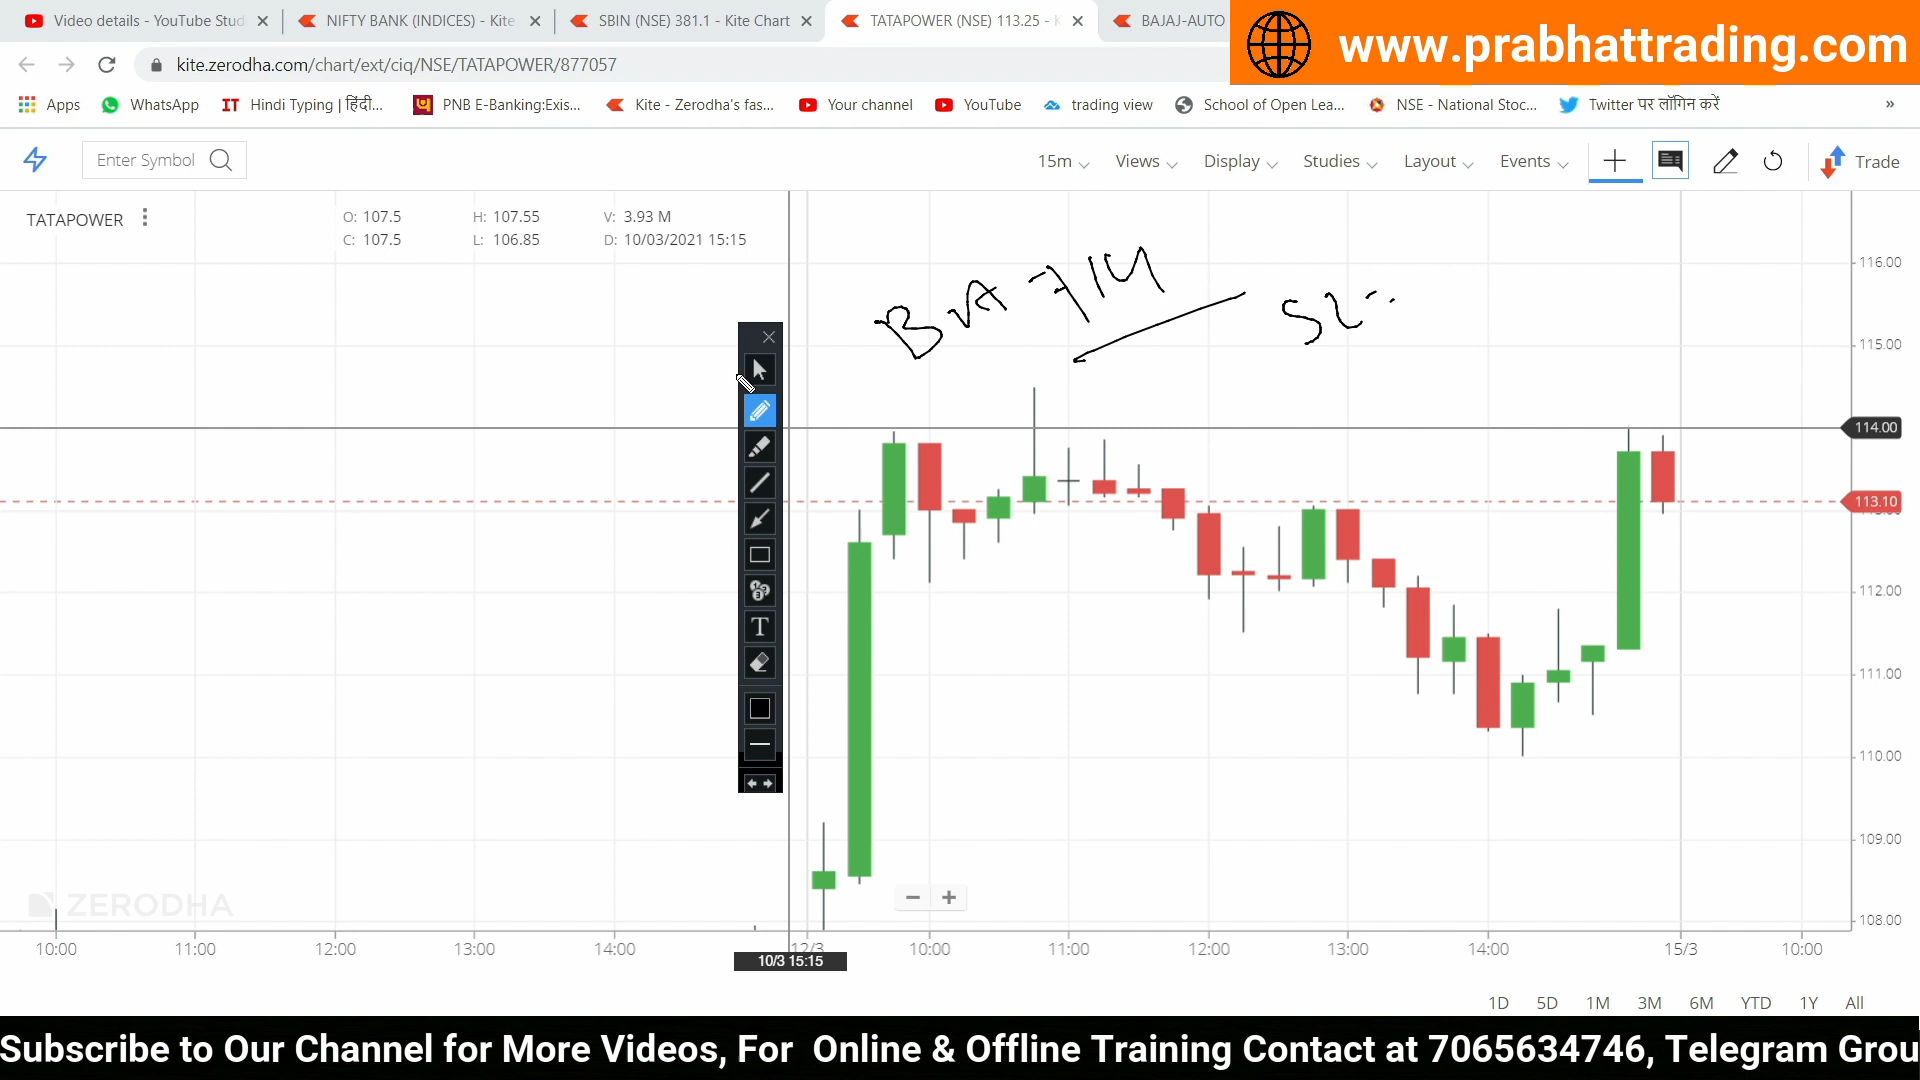 Video details - YouTube Stud
NIFTY BANK (INDICES) - Kite
SBIN (NSE) 381.1 - Kite Chart
TATAPOWER (NSE) 113.25 - K
BAJAJ-AUTO
www.prabhattrading.com
kite.zerodha.com/chart/ext/ciq/NSE/TATAPOWER/877057
Apps
WhatsApp
IT Hindi Typing | हिंदी...
PNB E-Banking:Exis...
Kite - Zerodha's fas...
Your channel
YouTube
trading view
School of Open Lea...
NSE - National Stoc...
Twitter पर लॉगिन करें
»
Enter Symbol
15m
Views
Display
Studies
Layout
Events
Trade
TATAPOWER
O: 107.5 H: 107.55 V: 3.93 M
C: 107.5 L: 106.85 D: 10/03/2021 15:15
SL
T
116.00
115.00
114.00
113.10
112.00
111.00
110.00
109.00
108.00
ZERODHA
10:00 11:00 12:00 13:00 14:00 12/3 10:00 11:00 12:00 13:00 14:00 15/3 10:00
10/3 15:15
1D 5D 1M 3M 6M YTD 1Y All
Subscribe to Our Channel for More Videos, For Online & Offline Training Contact at 7065634746, Telegram Grou